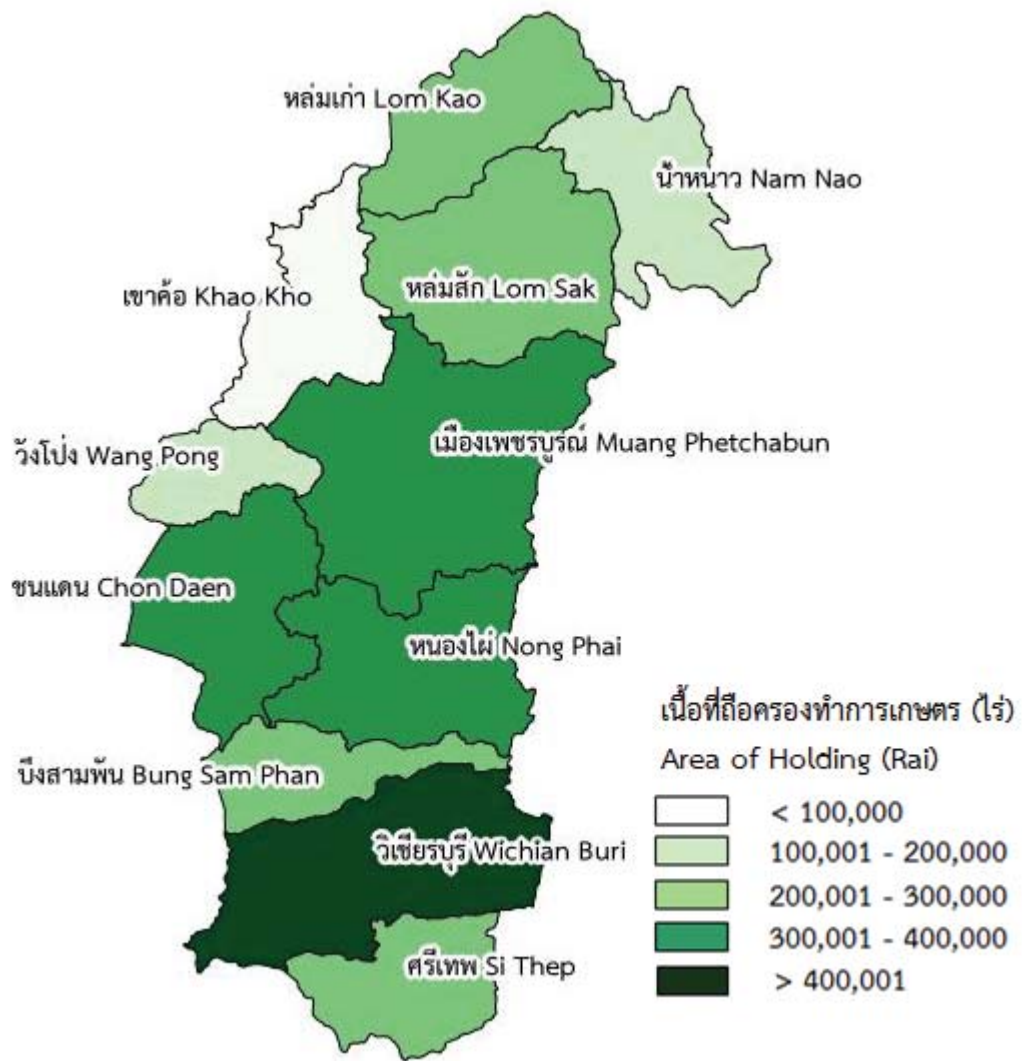 หล่มเก่า Lom Kao
น้ำหนาว Nam Nao
หล่มสัก Lom Sak
เขาค้อ Khao Kho
เมืองเพชรบูรณ์ Muang Phetchabun
วังโป่ง Wang Pong
ชนแดน Chon Daen
หนองไผ่ Nong Phai
บึงสามพัน Bung Sam Phan
วิเชียรบุรี Wichian Buri
ศรีเทพ Si Thep
เนื้อที่ถือครองทำการเกษตร (ไร่)
Area of Holding (Rai)
< 100,000
100,001 - 200,000
200,001 - 300,000
300,001 - 400,000
> 400,001